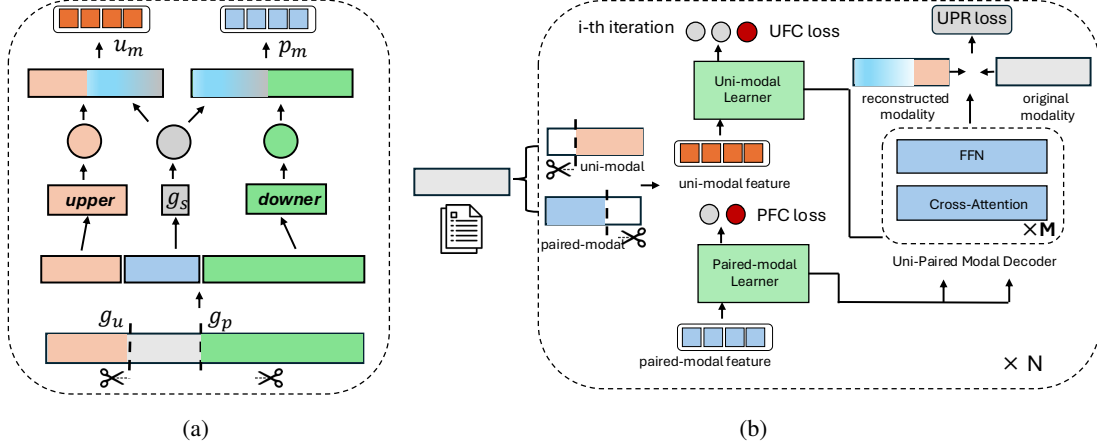 u_m
p_m
upper
g_s
downer
g_u
g_p
(a)
i-th iteration
UFC loss
UPR loss
Uni-modal
Learner
reconstructed
modality
original
modality
uni-modal
uni-modal feature
FFN
Cross-Attention
×M
paired-modal
PFC loss
Paired-modal
Learner
Uni-Paired Modal Decoder
paired-modal feature
× N
(b)